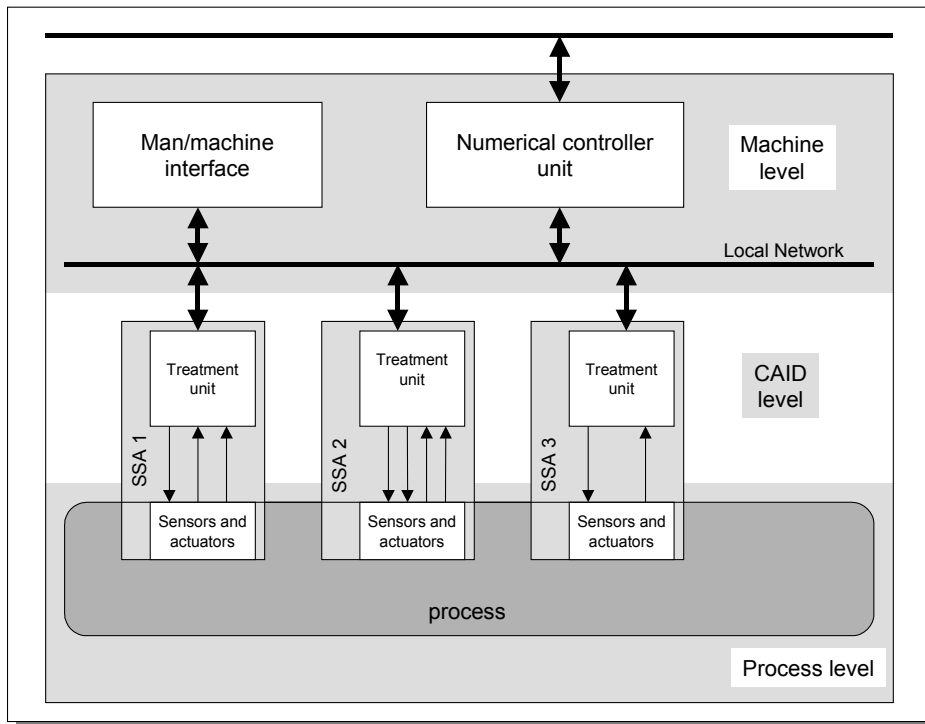 Man/machine
interface
Numerical controller
unit
Machine
level
Local Network
Treatment
unit
Treatment
unit
Treatment
unit
CAID
level
SSA 1
SSA 2
SSA 3
Sensors and
actuators
Sensors and
actuators
Sensors and
actuators
process
Process level